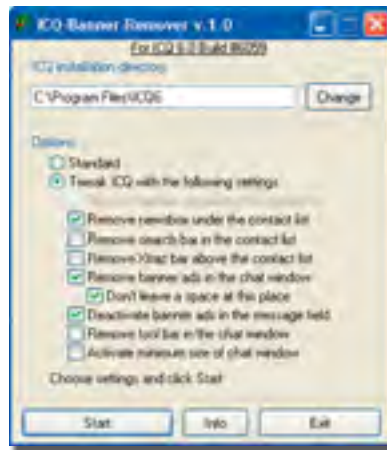 ICQ Banner Remover v.1.0
For ICQ 6.0 Build #6059
ICQ installation directory
C:\Program Files\ICQ6
Change
Options
Standard
Tweak ICQ with the following settings
Remove newsbox under the contact list
Remove search bar in the contact list
Remove Xtraz bar above the contact list
Remove banner ads in the chat window
Don't leave a space at this place
Deactivate banner ads in the message field
Remove tool bar in the chat window
Activate minimum size of chat window
Choose settings and click Start
Start
Info
Exit